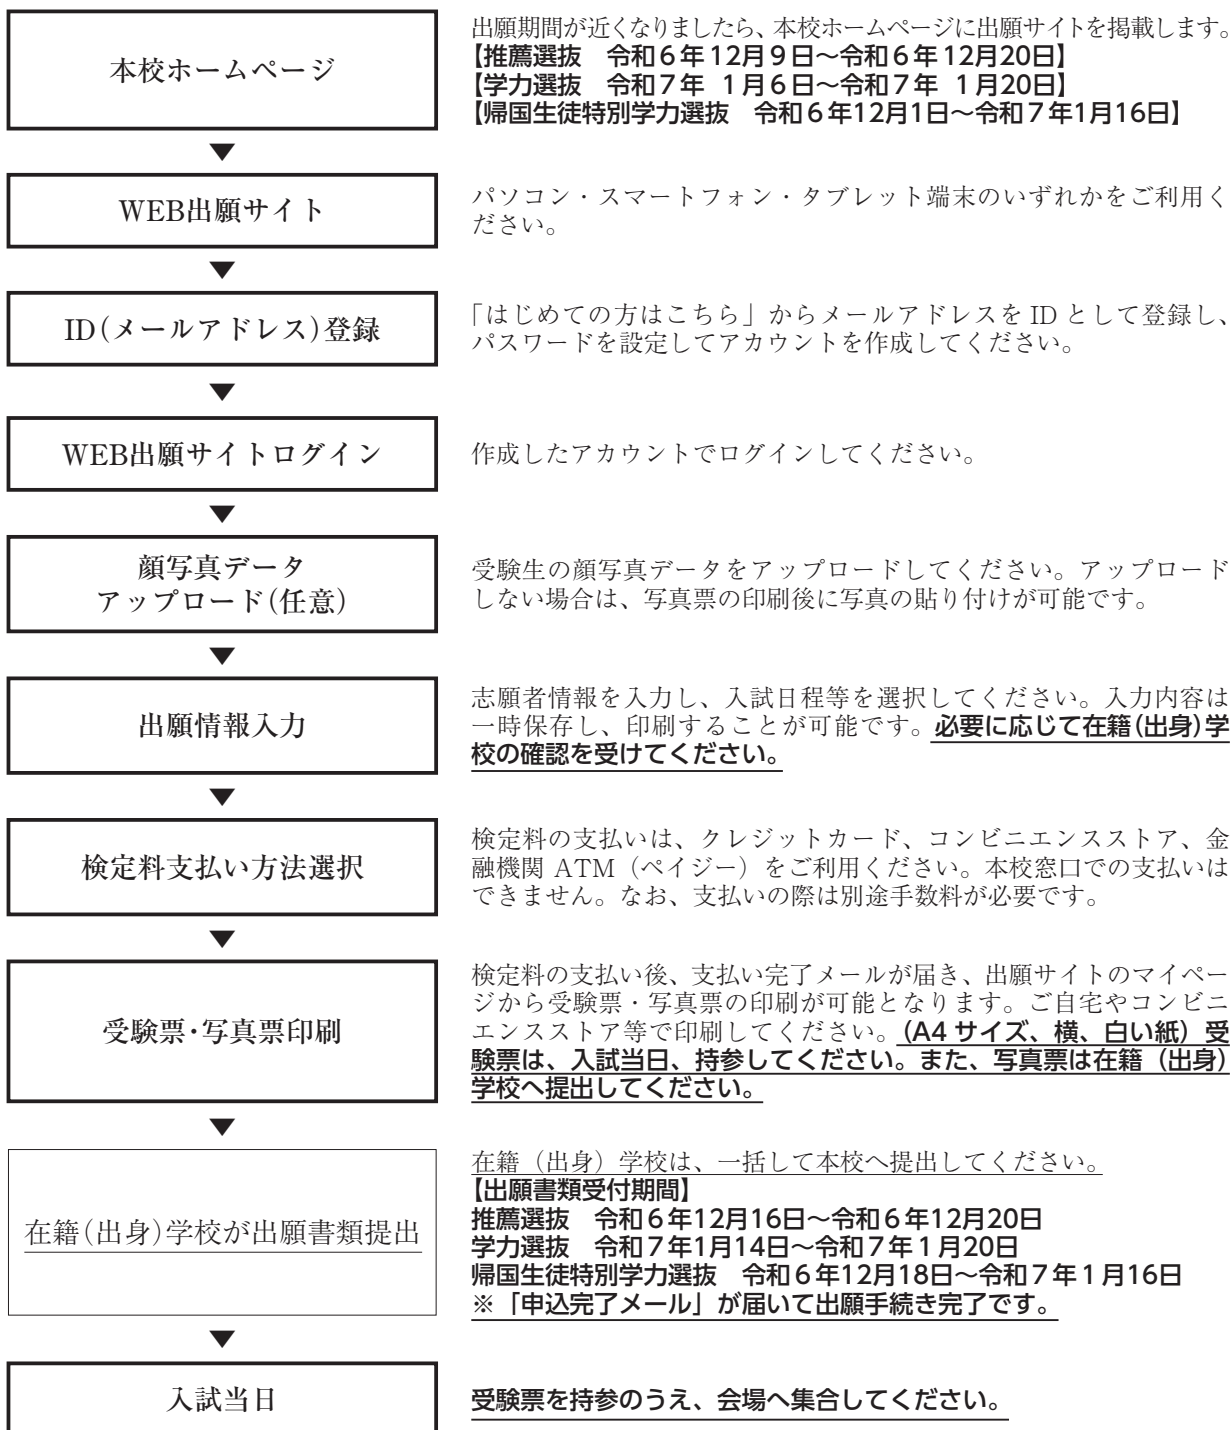 本校ホームページ
出願期間が近くなりましたら、本校ホームページに出願サイトを掲載します。
【推薦選抜　令和６年12月９日～令和６年12月20日】
【学力選抜　令和７年 １月６日～令和７年 １月20日】
【帰国生徒特別学力選抜　令和６年12月1日～令和７年1月16日】
▼
WEB出願サイト
パソコン・スマートフォン・タブレット端末のいずれかをご利用く
ださい。
▼
ID（メールアドレス）登録
「はじめての方はこちら」からメールアドレスを ID として登録し、
パスワードを設定してアカウントを作成してください。
▼
WEB出願サイトログイン
作成したアカウントでログインしてください。
▼
顔写真データ
アップロード（任意）
受験生の顔写真データをアップロードしてください。アップロード
しない場合は、写真票の印刷後に写真の貼り付けが可能です。
▼
出願情報入力
志願者情報を入力し、入試日程等を選択してください。入力内容は
一時保存し、印刷することが可能です。必要に応じて在籍（出身）学
校の確認を受けてください。
▼
検定料支払い方法選択
検定料の支払いは、クレジットカード、コンビニエンスストア、金
融機関 ATM（ペイジー）をご利用ください。本校窓口での支払いは
できません。なお、支払いの際は別途手数料が必要です。
▼
受験票・写真票印刷
検定料の支払い後、支払い完了メールが届き、出願サイトのマイペー
ジから受験票・写真票の印刷が可能となります。ご自宅やコンビニ
エンスストア等で印刷してください。（A4 サイズ、横、白い紙）受
験票は、入試当日、持参してください。また、写真票は在籍（出身）
学校へ提出してください。
▼
在籍（出身）学校が出願書類提出
在籍（出身）学校は、一括して本校へ提出してください。
【出願書類受付期間】
推薦選抜　令和６年12月16日～令和６年12月20日
学力選抜　令和７年1月14日～令和７年１月20日
帰国生徒特別学力選抜　令和６年12月18日～令和７年１月16日
※「申込完了メール」が届いて出願手続き完了です。
▼
入試当日
受験票を持参のうえ、会場へ集合してください。